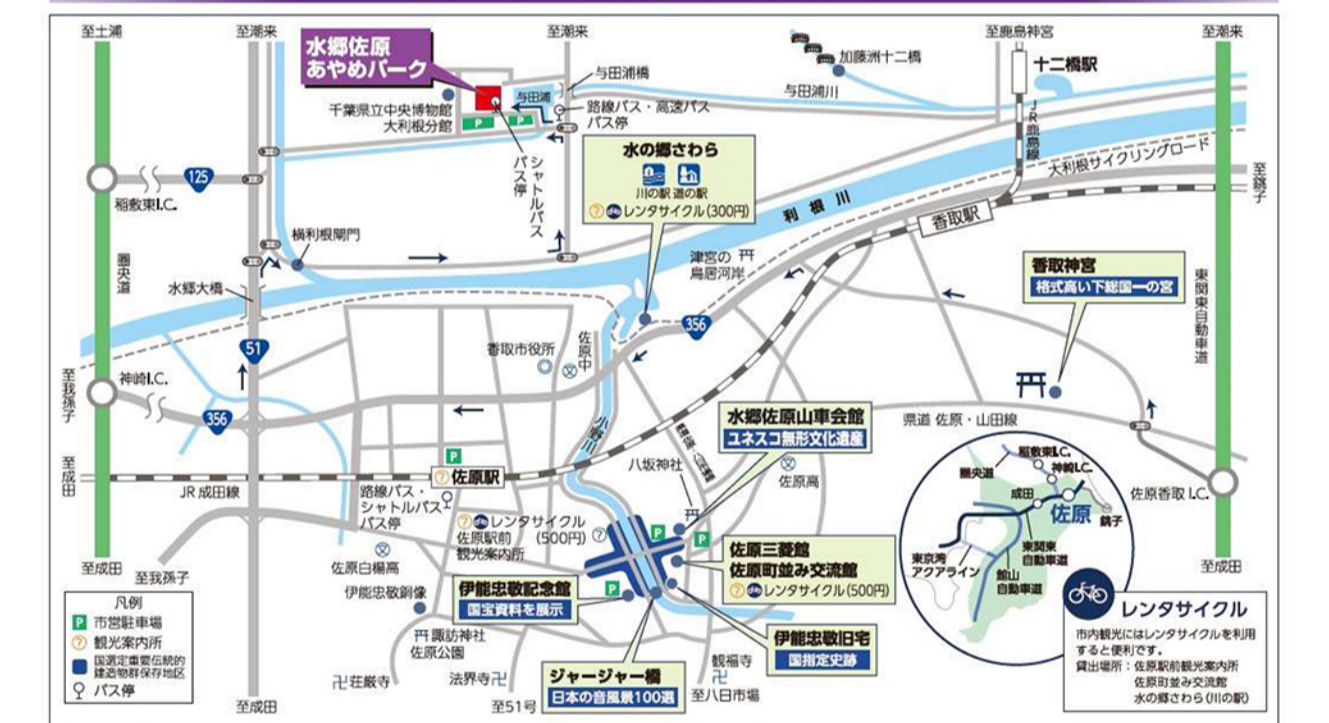 至土浦
至潮来
至潮来
至鹿島神宮
至潮来
水郷佐原
あやめパーク
千葉県立中央博物館
大利根分館
P
P
与田浦
与田浦橋
路線バス・高速バス
バス停
シャトルバス
バス停
加藤洲十二橋
与田浦川
十二橋駅
JR鹿島線
大利根サイクリングロード
至銚子
125
稲敷東I.C.
圏央道
横利根閘門
水郷大橋
水の郷さわら
川の駅 道の駅
レンタサイクル(300円)
利根川
津宮の
鳥居河岸
香取駅
香取神宮
格式高い下総国一の宮
東関東自動車道
51
356
356
至我孫子
神崎I.C.
香取市役所
佐原中
小野川
水郷佐原山車会館
ユネスコ無形文化遺産
県道 佐原・山田線
八坂神社
佐原高
至成田
JR成田線
P
佐原駅
路線バス・
シャトルバス
バス停
レンタサイクル
佐原駅前 (500円)
観光案内所
佐原白楊高
伊能忠敬銅像
伊能忠敬記念館
国宝資料を展示
P
P
P
佐原三菱館
佐原町並み交流館
レンタサイクル(500円)
伊能忠敬旧宅
国指定史跡
ジャージャー橋
日本の音風景100選
諏訪神社
佐原公園
荘厳寺
法界寺
観福寺
至51号
至八日市場
至成田
至我孫子
至成田
佐原香取I.C.
至成田
稲敷東I.C.
圏央道
神崎I.C.
成田
佐原
銚子
東京湾
アクアライン
東関東
自動車道
館山
自動車道
凡例
P 市営駐車場
? 観光案内所
国選定重要伝統的
建造物群保存地区
バス停
レンタサイクル
市内観光にはレンタサイクルを利用
すると便利です。
貸出場所:佐原駅前観光案内所
佐原町並み交流館
水の郷さわら(川の駅)